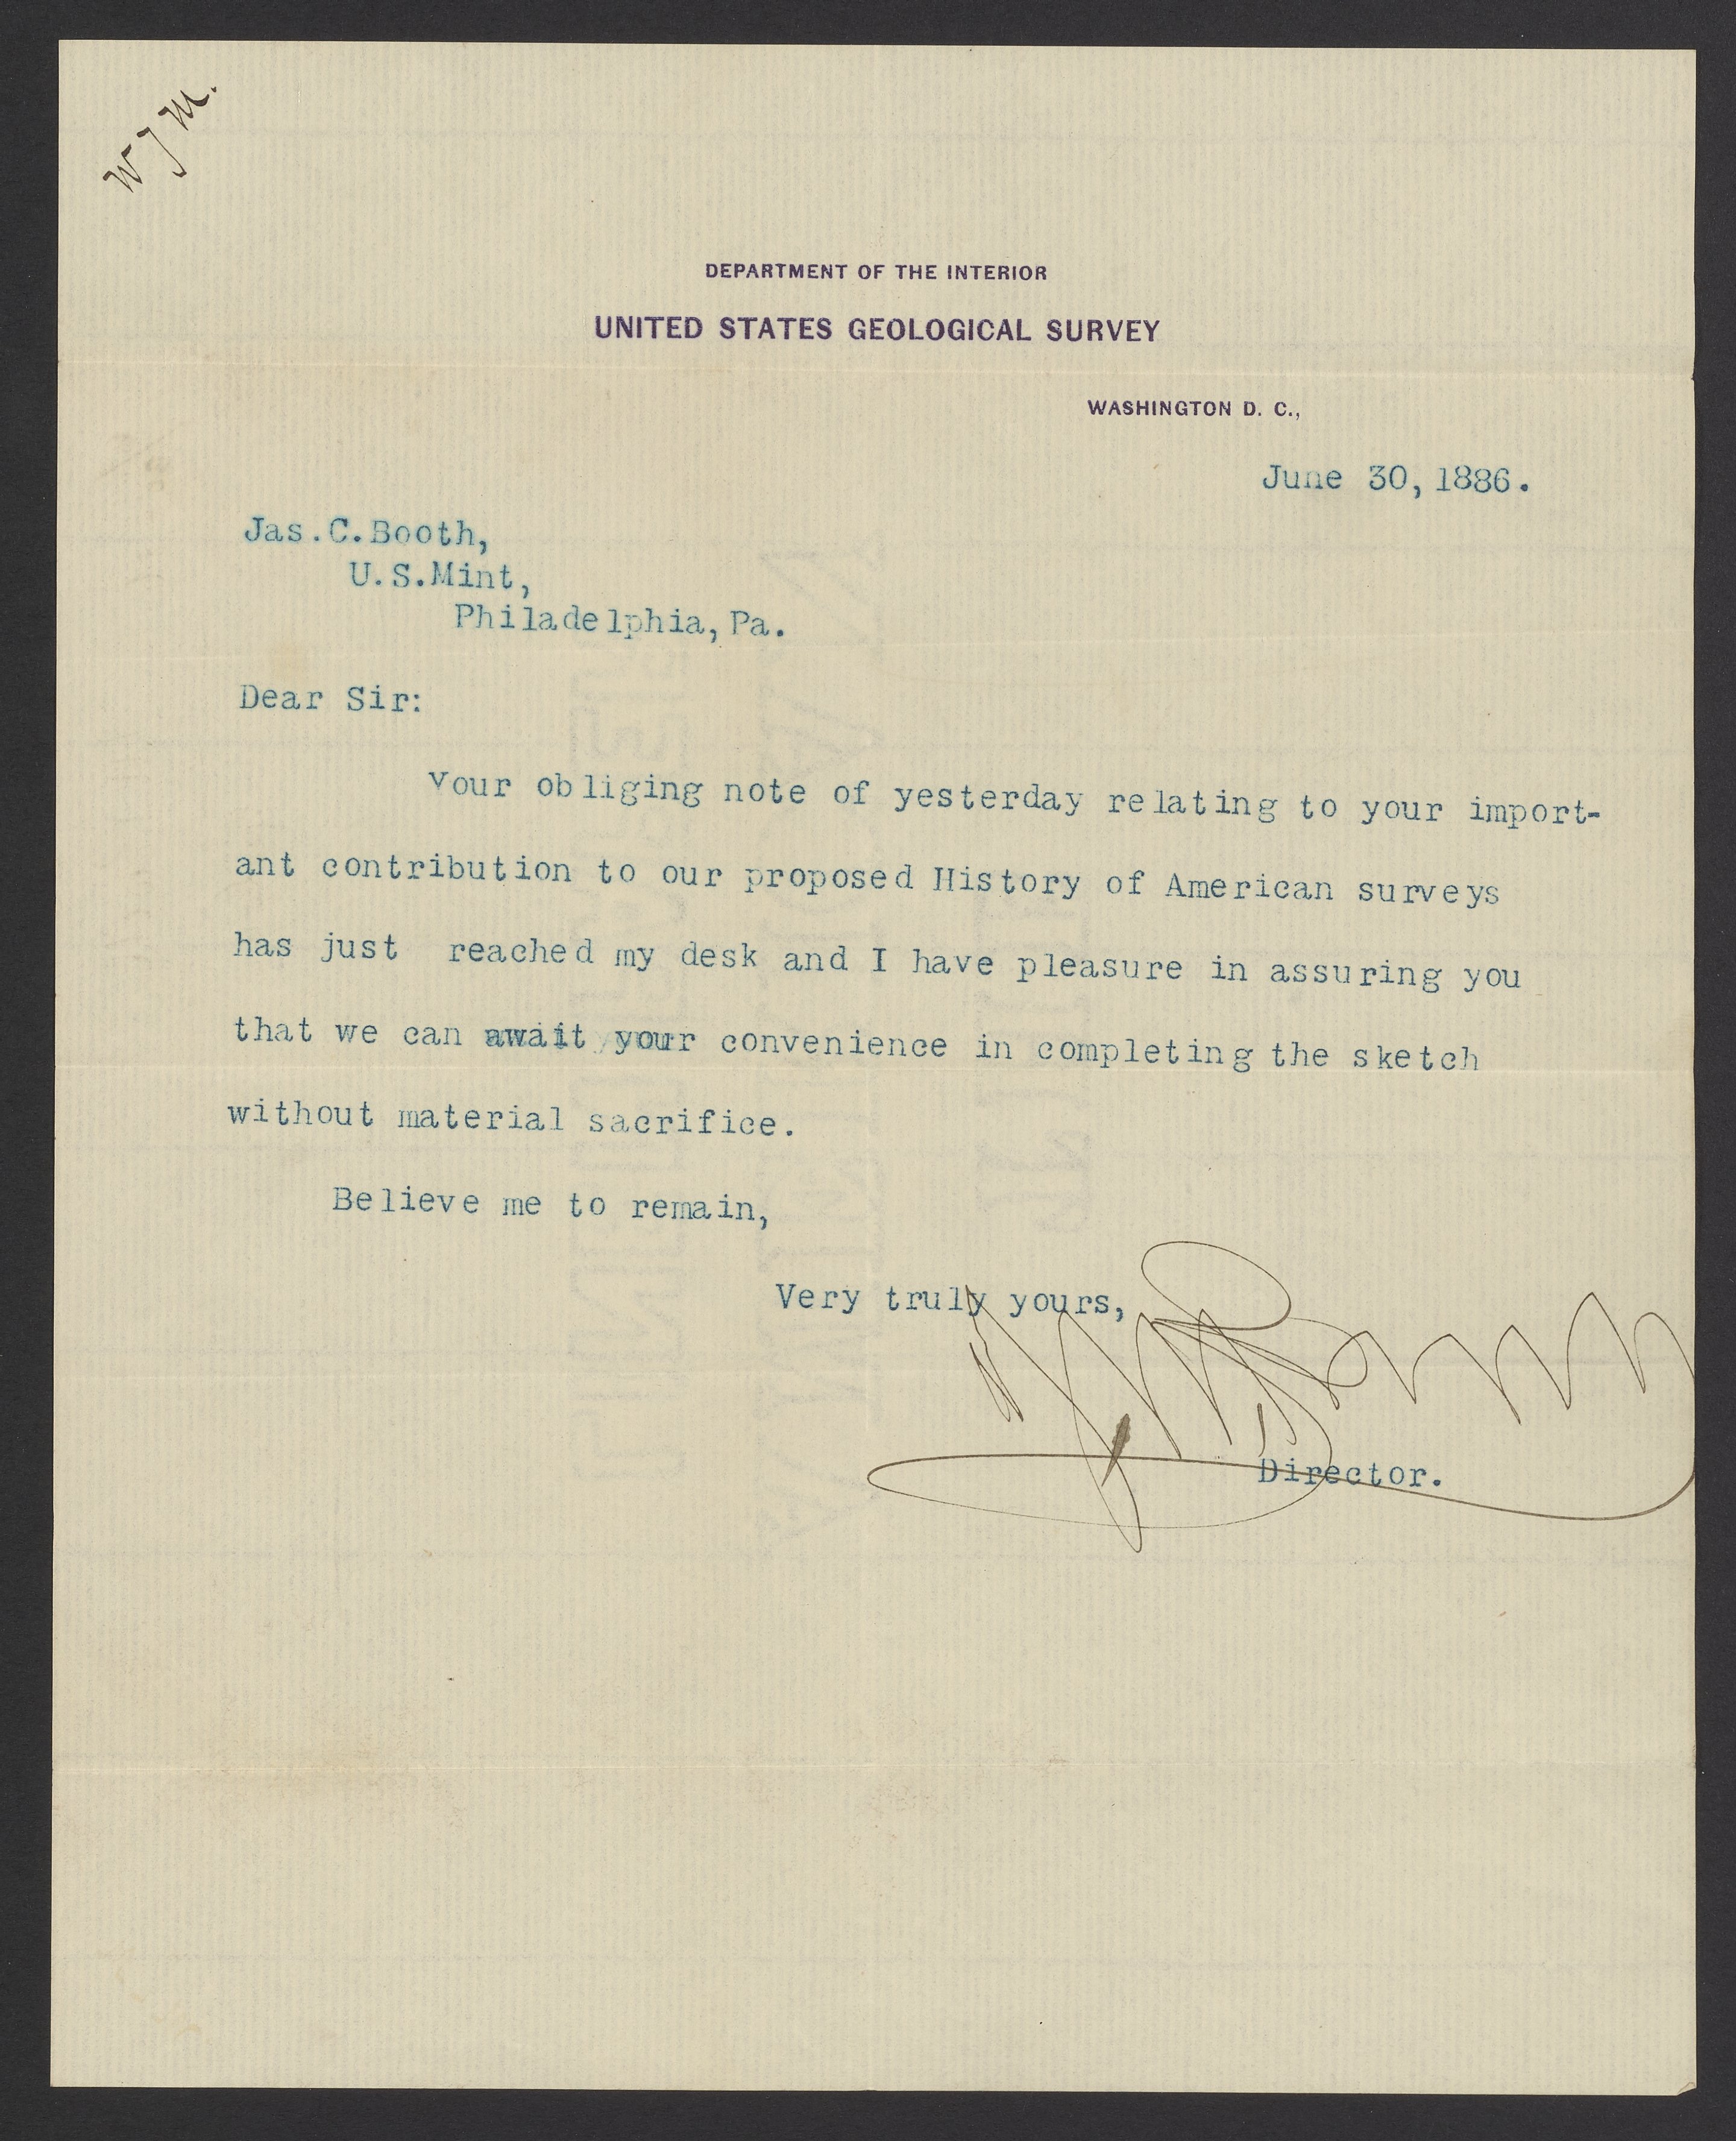 W J M.
DEPARTMENT OF THE INTERIOR
UNITED STATES GEOLOGICAL SURVEY
WASHINGTON D. C.,
June 30, 1886.
Jas. C. Booth,
U. S. Mint,
Philadelphia, Pa.
Dear Sir:
Your obliging note of yesterday relating to your import-
ant contribution to our proposed History of American surveys
has just reached my desk and I have pleasure in assuring you
that we can await your convenience in completing the sketch
without material sacrifice.
Believe me to remain,
Very truly yours,
Director.